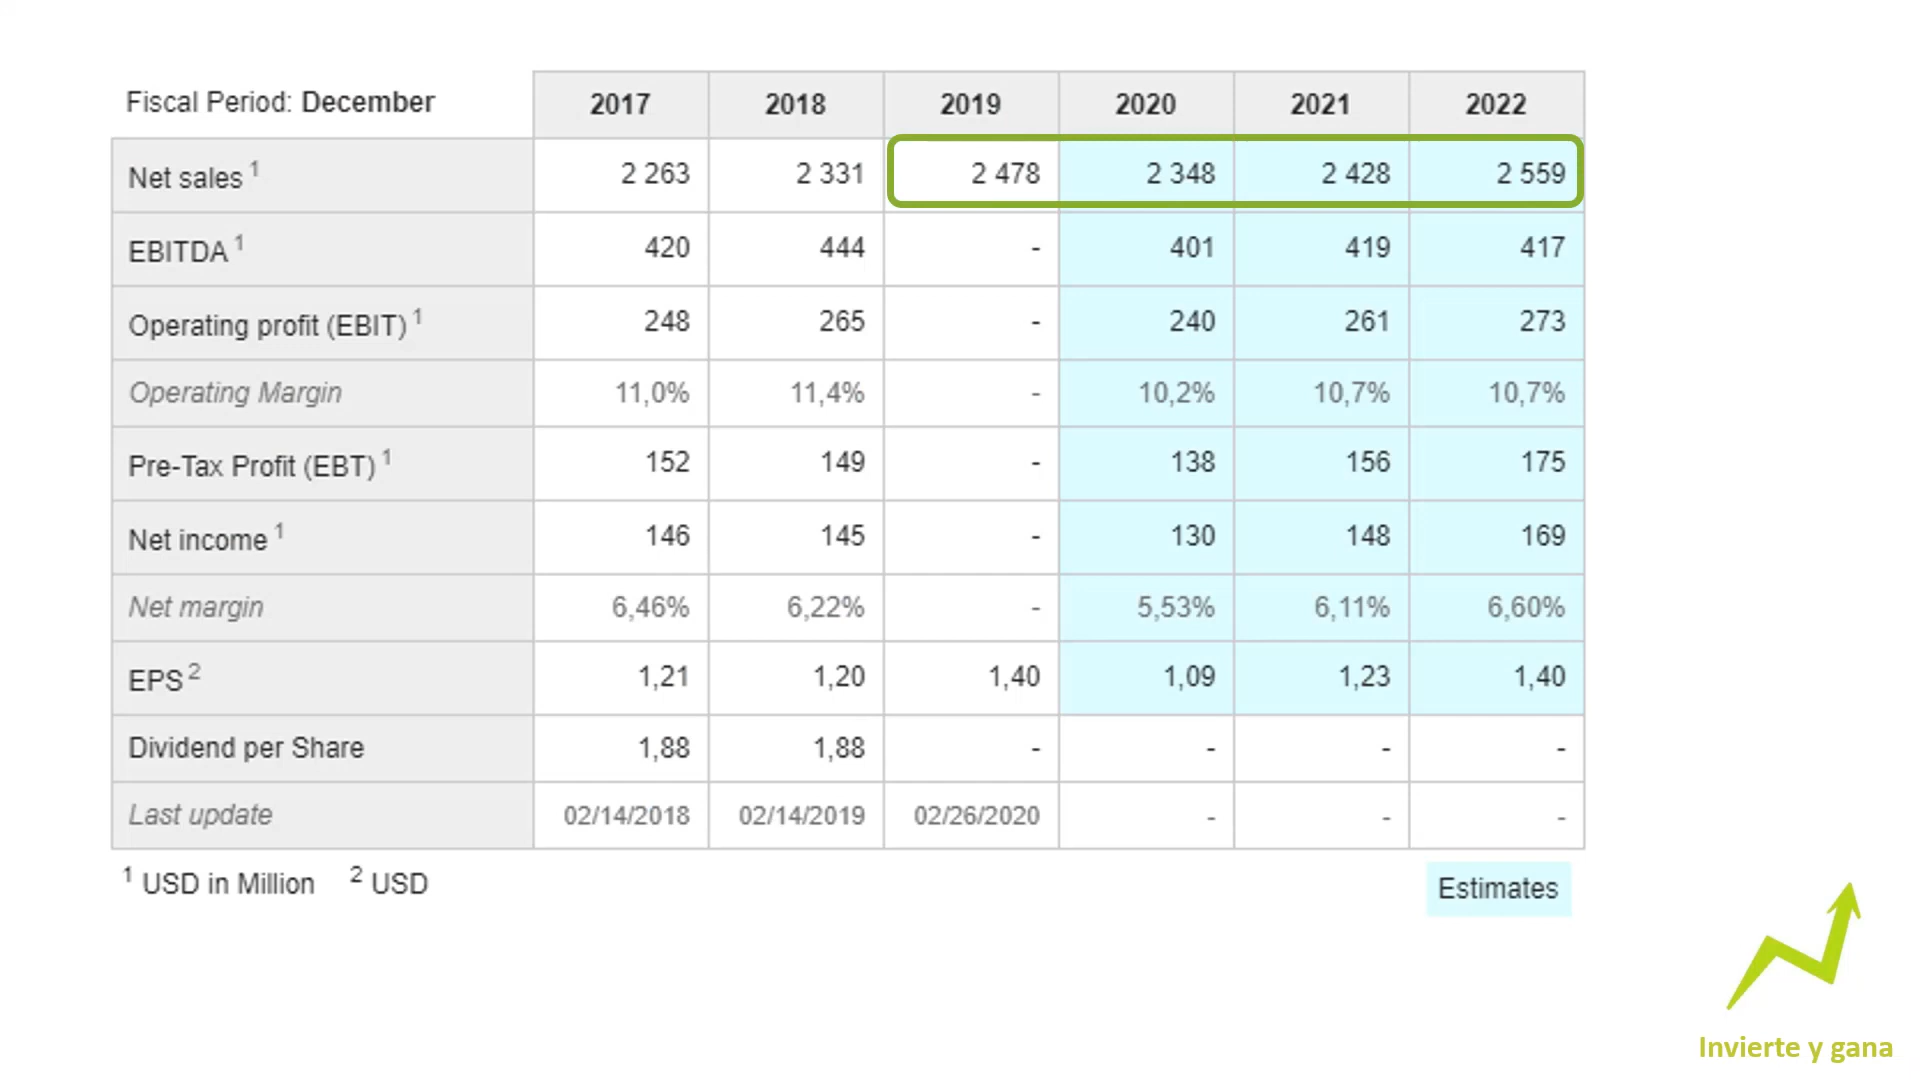 Fiscal Period: December 2017 2018 2019 2020 2021 2022
Net sales 1 2 263 2 331 2 478 2 348 2 428 2 559
EBITDA 1 420 444 - 401 419 417
Operating profit (EBIT) 1 248 265 - 240 261 273
Operating Margin 11,0% 11,4% - 10,2% 10,7% 10,7%
Pre-Tax Profit (EBT) 1 152 149 - 138 156 175
Net income 1 146 145 - 130 148 169
Net margin 6,46% 6,22% - 5,53% 6,11% 6,60%
EPS 2 1,21 1,20 1,40 1,09 1,23 1,40
Dividend per Share 1,88 1,88 - - - -
Last update 02/14/2018 02/14/2019 02/26/2020 - - -
1 USD in Million 2 USD
Estimates
Invierte y gana